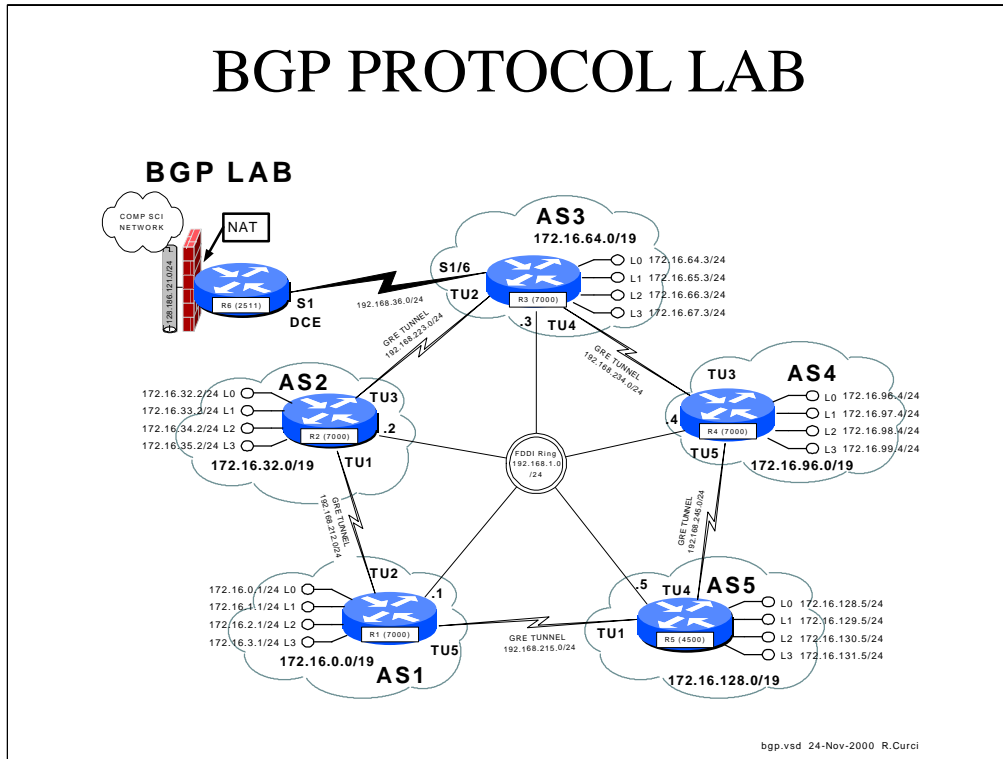 BGP PROTOCOL LAB
BGP LAB
COMP SCI
NETWORK
NAT
128.186.121.0/24
R6 (2511)
S1
DCE
192.168.36.0/24
AS3
172.16.64.0/19
S1/6
TU2
R3 (7000)
L0 172.16.64.3/24
L1 172.16.65.3/24
L2 172.16.66.3/24
L3 172.16.67.3/24
.3
TU4
GRE TUNNEL
192.168.223.0/24
GRE TUNNEL
192.168.234.0/24
AS2
172.16.32.2/24 L0
172.16.33.2/24 L1
172.16.34.2/24 L2
172.16.35.2/24 L3
TU3
R2 (7000)
.2
172.16.32.0/19
TU1
FDDI Ring
192.168.1.0
/24
TU3
AS4
L0 172.16.96.4/24
L1 172.16.97.4/24
L2 172.16.98.4/24
L3 172.16.99.4/24
.4
R4 (7000)
TU5
172.16.96.0/19
GRE TUNNEL
192.168.212.0/24
GRE TUNNEL
192.168.245.0/24
TU2
172.16.0.1/24 L0
172.16.1.1/24 L1
172.16.2.1/24 L2
172.16.3.1/24 L3
.1
R1 (7000)
172.16.0.0/19
TU5
AS1
GRE TUNNEL
192.168.215.0/24
.5
TU4
AS5
L0 172.16.128.5/24
L1 172.16.129.5/24
L2 172.16.130.5/24
L3 172.16.131.5/24
TU1
R5 (4500)
172.16.128.0/19
bgp.vsd 24-Nov-2000 R.Curci